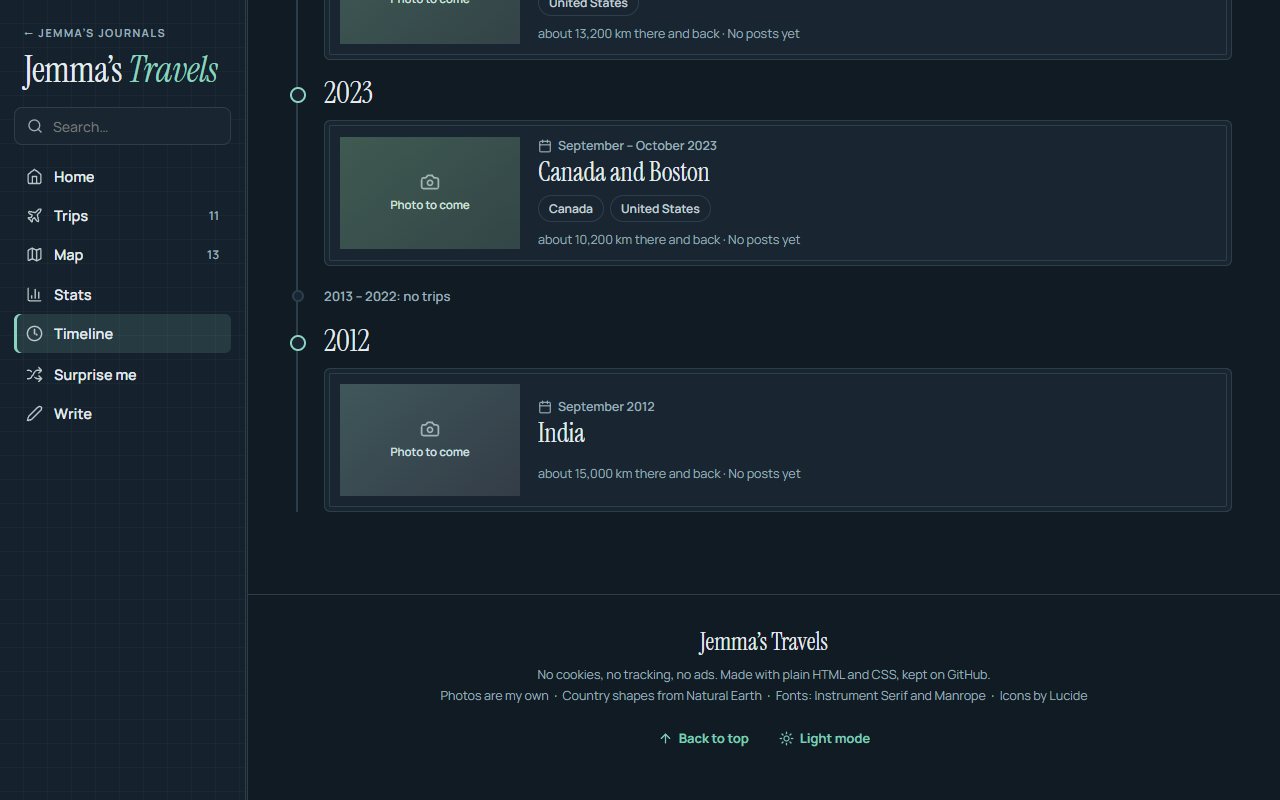 ← JEMMA'S JOURNALS
Jemma's Travels
Search…
Home
Trips 11
Map 13
Stats
Timeline
Surprise me
Write
Photo to come
United States
about 13,200 km there and back · No posts yet
2023
Photo to come
September – October 2023
Canada and Boston
Canada United States
about 10,200 km there and back · No posts yet
2013 – 2022: no trips
2012
Photo to come
September 2012
India
about 15,000 km there and back · No posts yet
Jemma's Travels
No cookies, no tracking, no ads. Made with plain HTML and CSS, kept on GitHub.
Photos are my own · Country shapes from Natural Earth · Fonts: Instrument Serif and Manrope · Icons by Lucide
Back to top Light mode